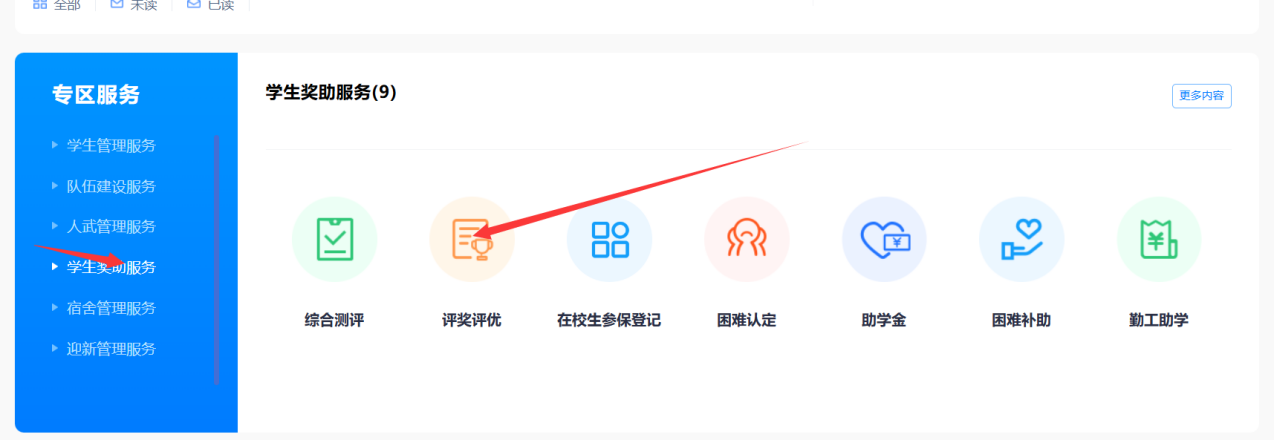 全部 未读 已读
专区服务
学生管理服务
队伍建设服务
人武管理服务
学生奖助服务
宿舍管理服务
迎新管理服务
学生奖助服务(9)
更多内容
综合测评 评奖评优 在校生参保登记 困难认定 助学金 困难补助 勤工助学